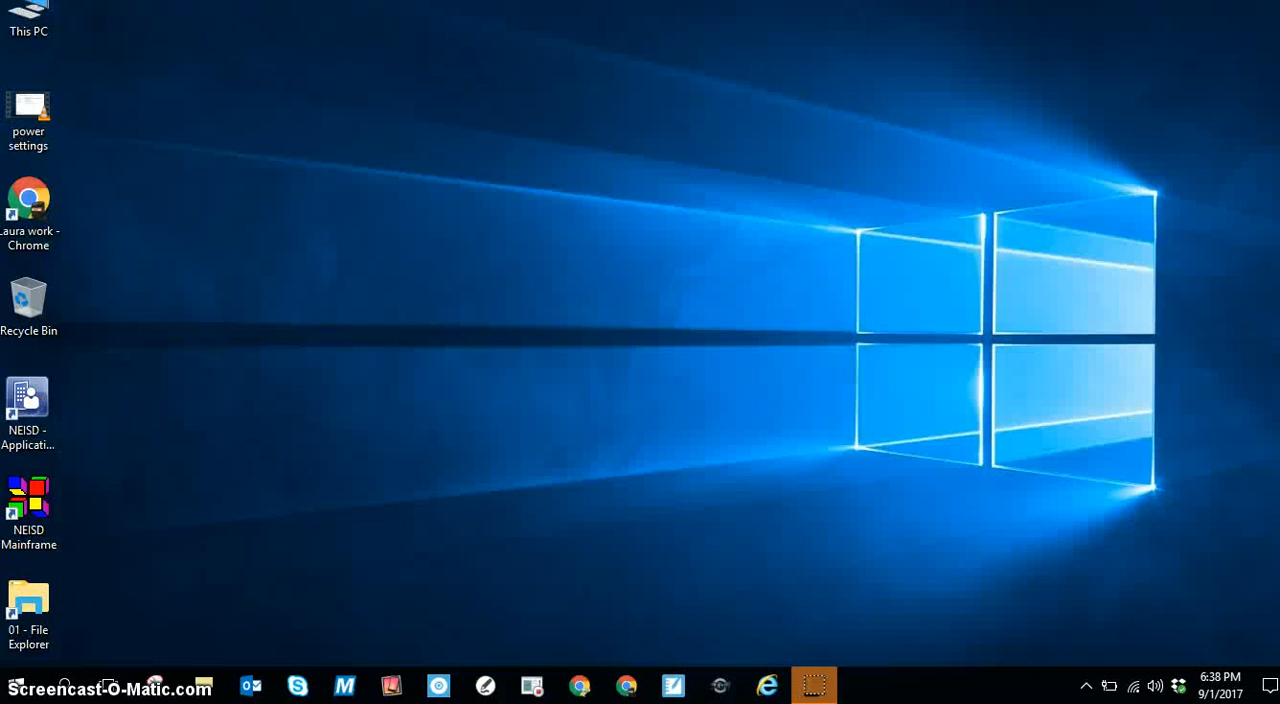 This PC
power
settings
Laura work -
Chrome
Recycle Bin
NEISD -
Applicati...
NEISD
Mainframe
01 - File
Explorer
Screencast-O-Matic.com
6:38 PM
9/1/2017